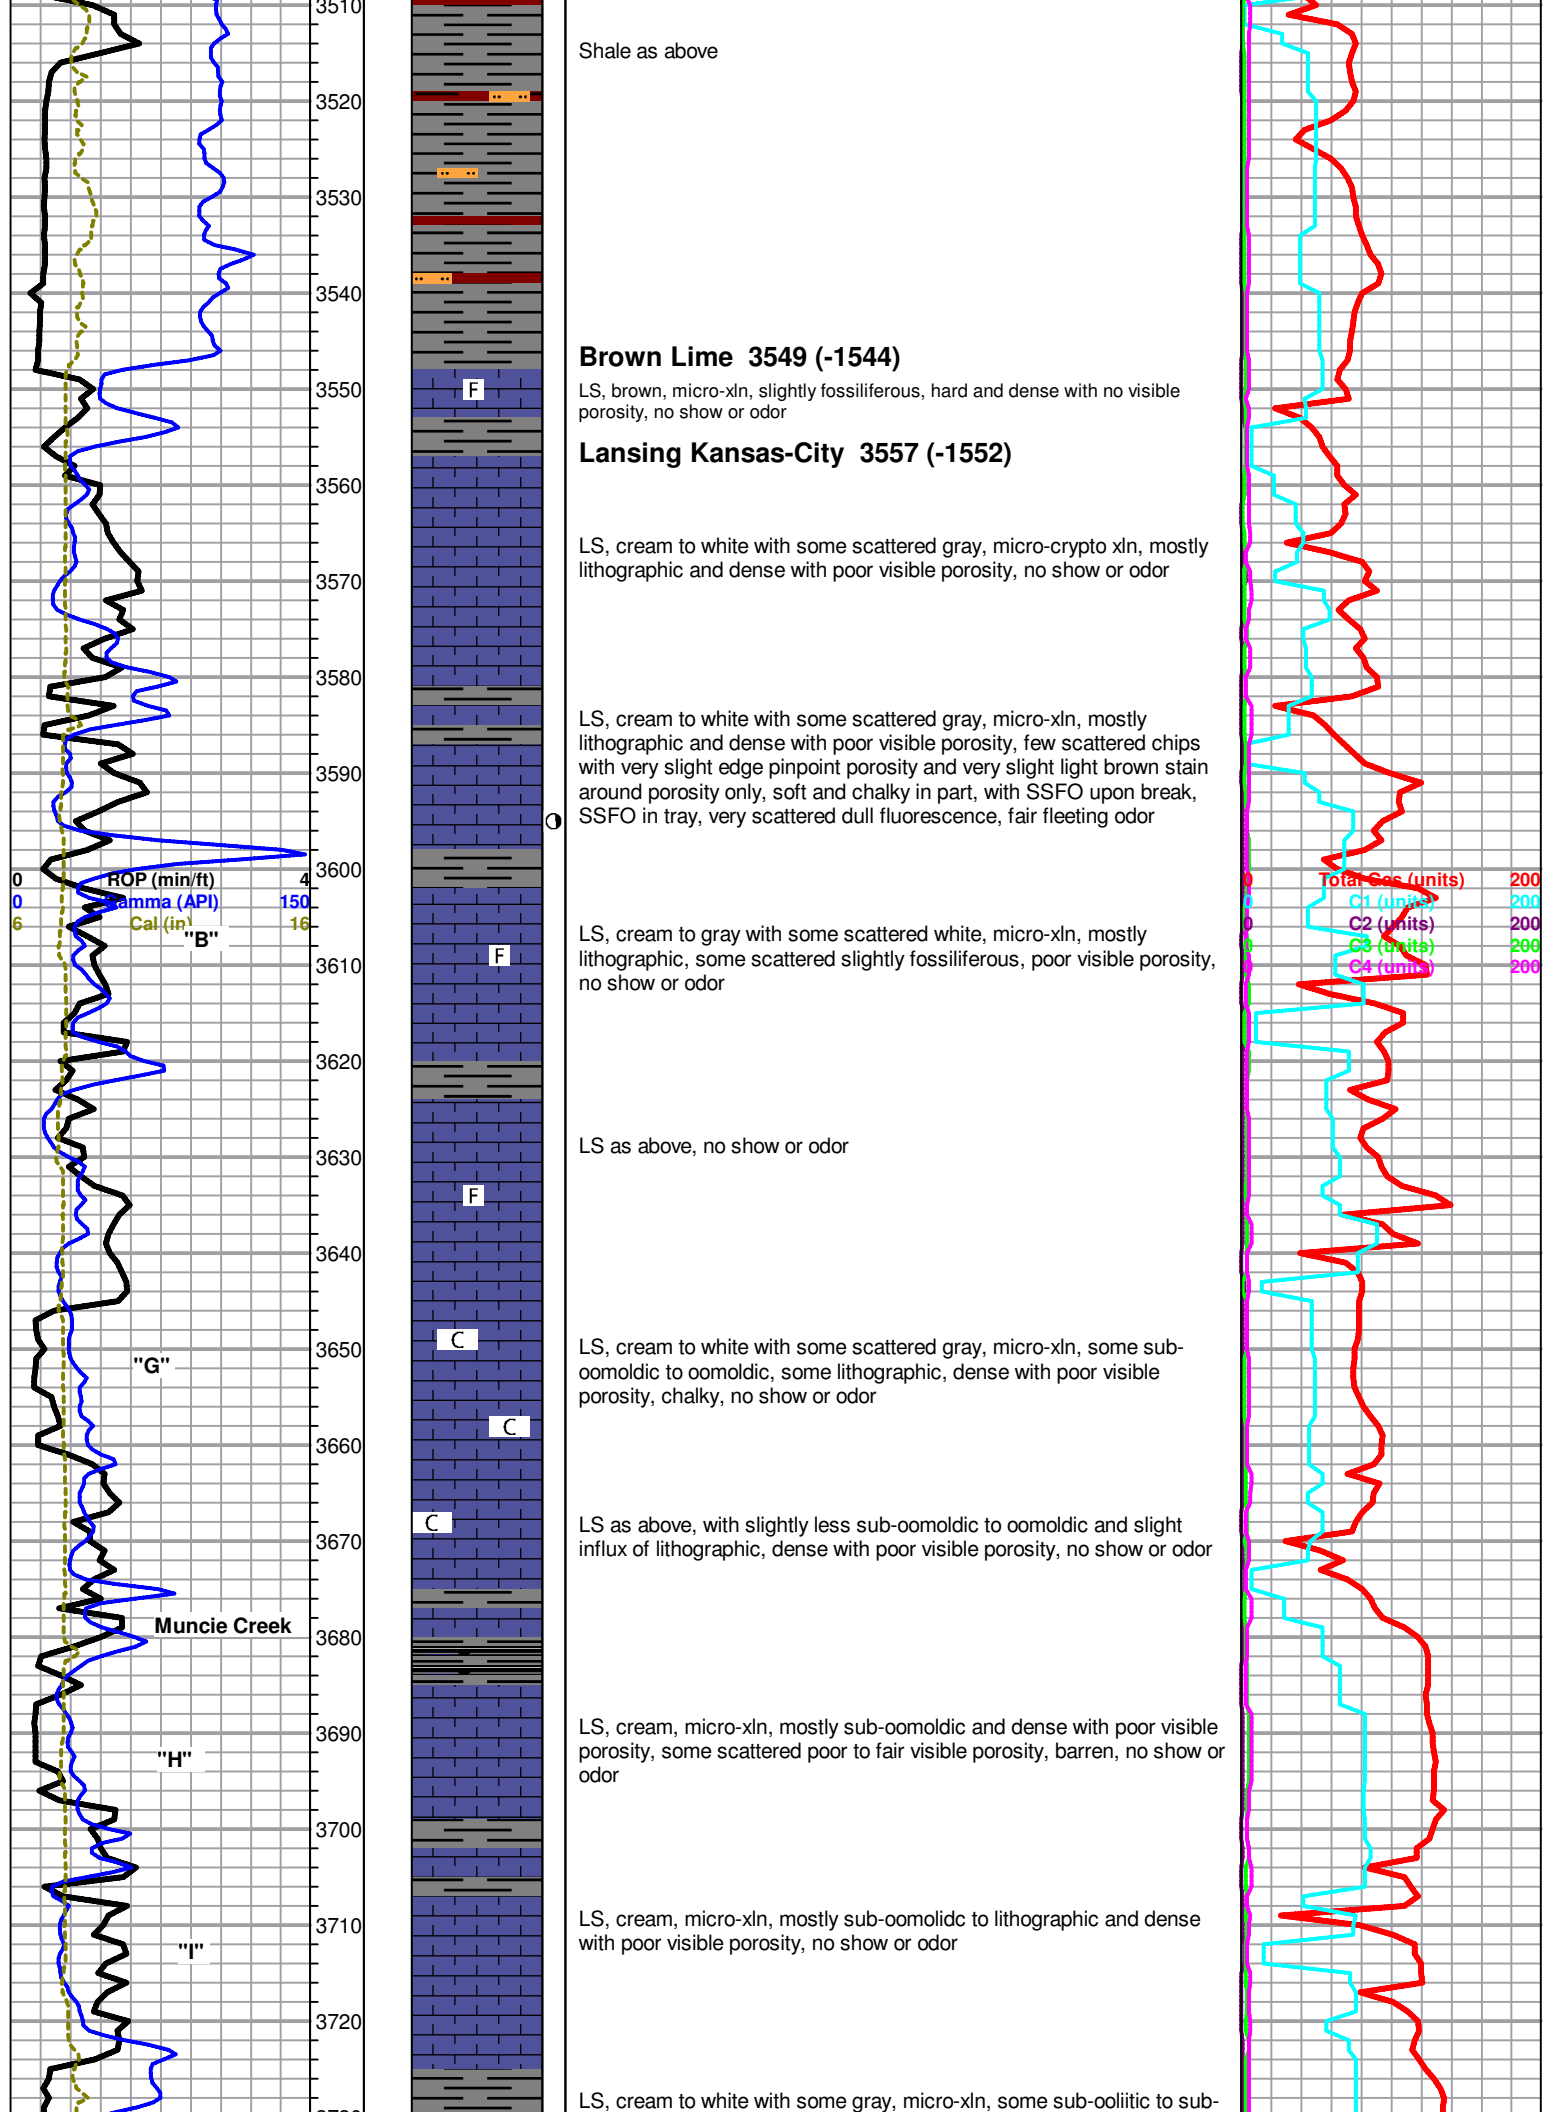 3510
Shale as above
3520
3530
3540
Brown Lime 3549 (-1544)
3550
F
LS, brown, micro-xln, slightly fossiliferous, hard and dense with no visible
porosity, no show or odor
Lansing Kansas-City 3557 (-1552)
3560
LS, cream to white with some scattered gray, micro-crypto xln, mostly
lithographic and dense with poor visible porosity, no show or odor
3570
3580
LS, cream to white with some scattered gray, micro-xln, mostly
lithographic and dense with poor visible porosity, few scattered chips
with very slight edge pinpoint porosity and very slight light brown stain
around porosity only, soft and chalky in part, with SSFO upon break,
SSFO in tray, very scattered dull fluorescence, fair fleeting odor
3590
3600
0 ROP (min/ft) 4
0 Gamma (API) 150
6 Cal (in) 16
0 Total Gas (units) 200
0 C1 (units) 200
0 C2 (units) 200
0 C3 (units) 200
0 C4 (units) 200
"B"
LS, cream to gray with some scattered white, micro-xln, mostly
lithographic, some scattered slightly fossiliferous, poor visible porosity,
no show or odor
F
3610
3620
3630
LS as above, no show or odor
F
3640
3650
C
"G"
LS, cream to white with some scattered gray, micro-xln, some sub-
oomoldic to oomoldic, some lithographic, dense with poor visible
porosity, chalky, no show or odor
C
3660
C
LS as above, with slightly less sub-oomoldic to oomoldic and slight
influx of lithographic, dense with poor visible porosity, no show or odor
3670
Muncie Creek
3680
3690
LS, cream, micro-xln, mostly sub-oomoldic and dense with poor visible
porosity, some scattered poor to fair visible porosity, barren, no show or
odor
"H"
3700
3710
LS, cream, micro-xln, mostly sub-oomolidc to lithographic and dense
with poor visible porosity, no show or odor
"I"
3720
LS, cream to white with some gray, micro-xln, some sub-ooliitic to sub-